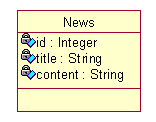 News
id : Integer
title : String
content : String